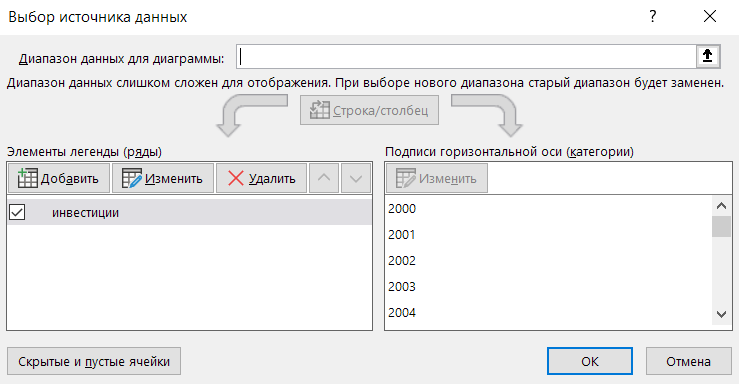 Выбор источника данных ? ×
Диапазон данных для диаграммы:
Диапазон данных слишком сложен для отображения. При выборе нового диапазона старый диапазон будет заменен.
Строка/столбец
Элементы легенды (ряды)
Подписи горизонтальной оси (категории)
Добавить Изменить Удалить
Изменить
инвестиции
2000
2001
2002
2003
2004
Скрытые и пустые ячейки
ОК
Отмена